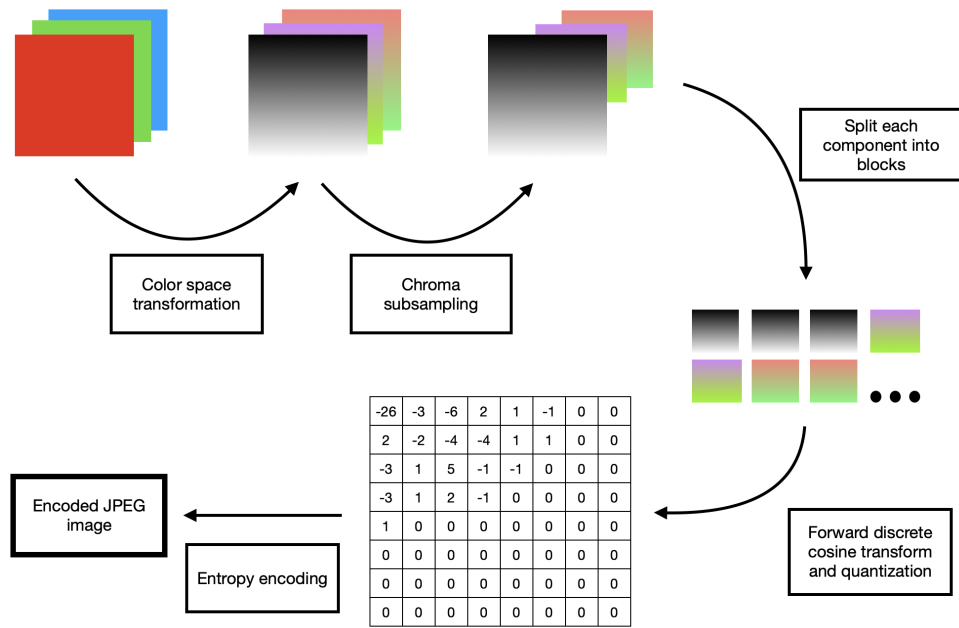 Split each
component into
blocks
Color space
transformation
Chroma
subsampling
-26 -3 -6 2 1 -1 0 0
2 -2 -4 -4 1 1 0 0
-3 1 5 -1 -1 0 0 0
-3 1 2 -1 0 0 0 0
1 0 0 0 0 0 0 0
0 0 0 0 0 0 0 0
0 0 0 0 0 0 0 0
0 0 0 0 0 0 0 0
Forward discrete
cosine transform
and quantization
Entropy encoding
Encoded JPEG
image